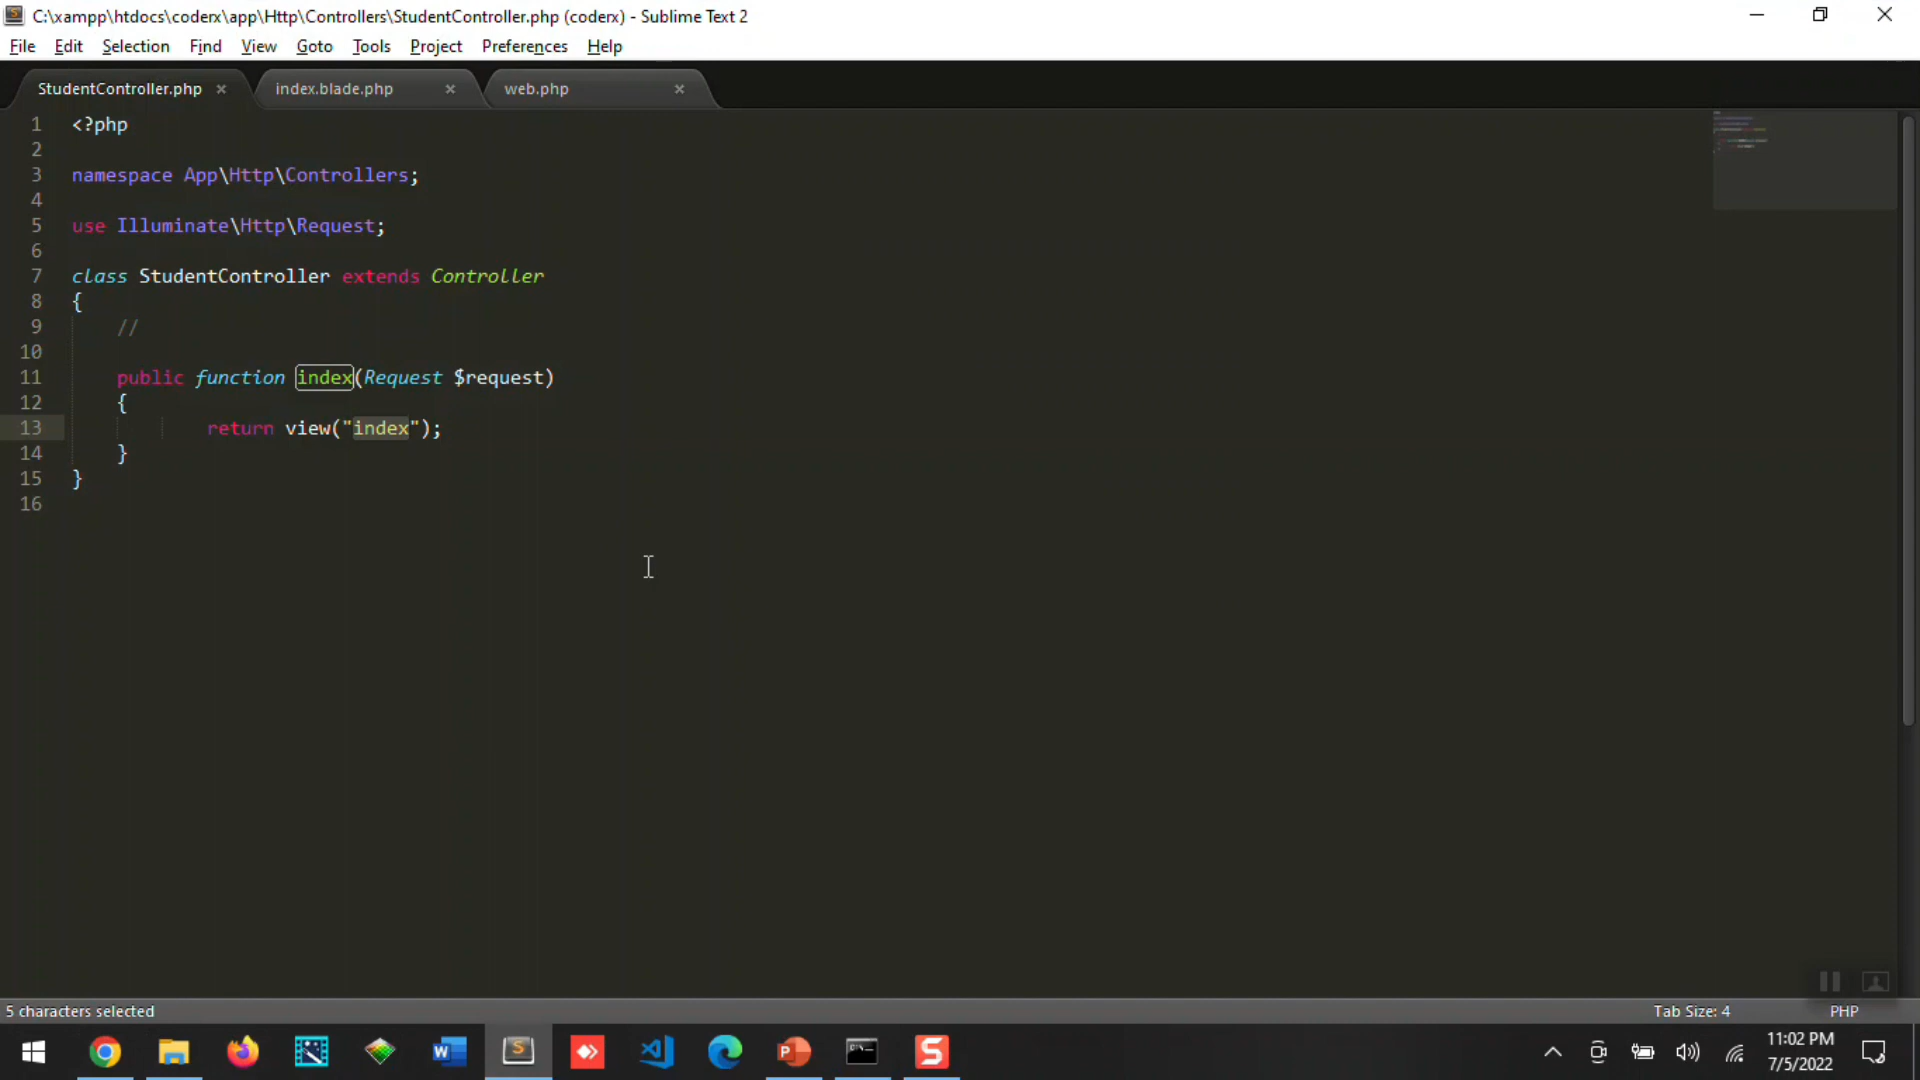 C:\xampp\htdocs\coderx\app\Http\Controllers\StudentController.php (coderx) - Sublime Text 2
File Edit Selection Find View Goto Tools Project Preferences Help
StudentController.php × index.blade.php × web.php ×
1 <?php
2
3 namespace App\Http\Controllers;
4
5 use Illuminate\Http\Request;
6
7 class StudentController extends Controller
8 {
9 //
10
11 public function index(Request $request)
12 {
13 return view("index");
14 }
15 }
16
5 characters selected Tab Size: 4 PHP
11:02 PM
7/5/2022